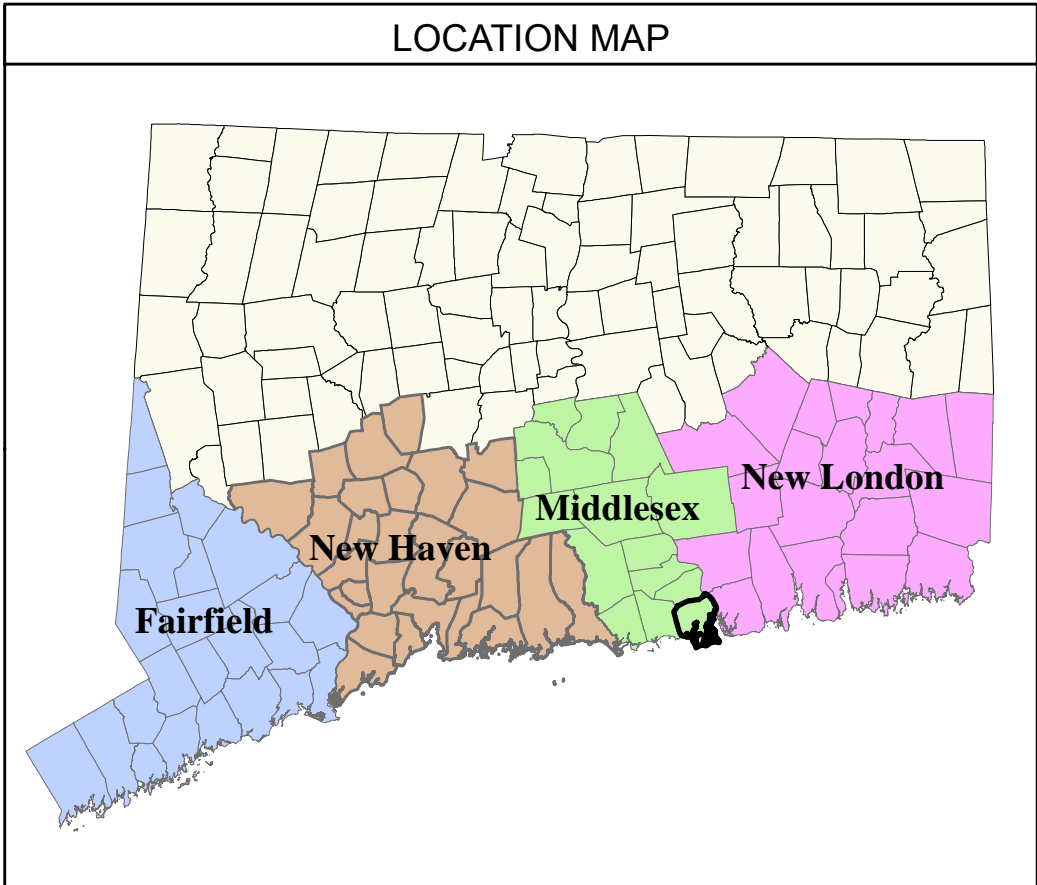 LOCATION MAP
New London
Middlesex
New Haven
Fairfield